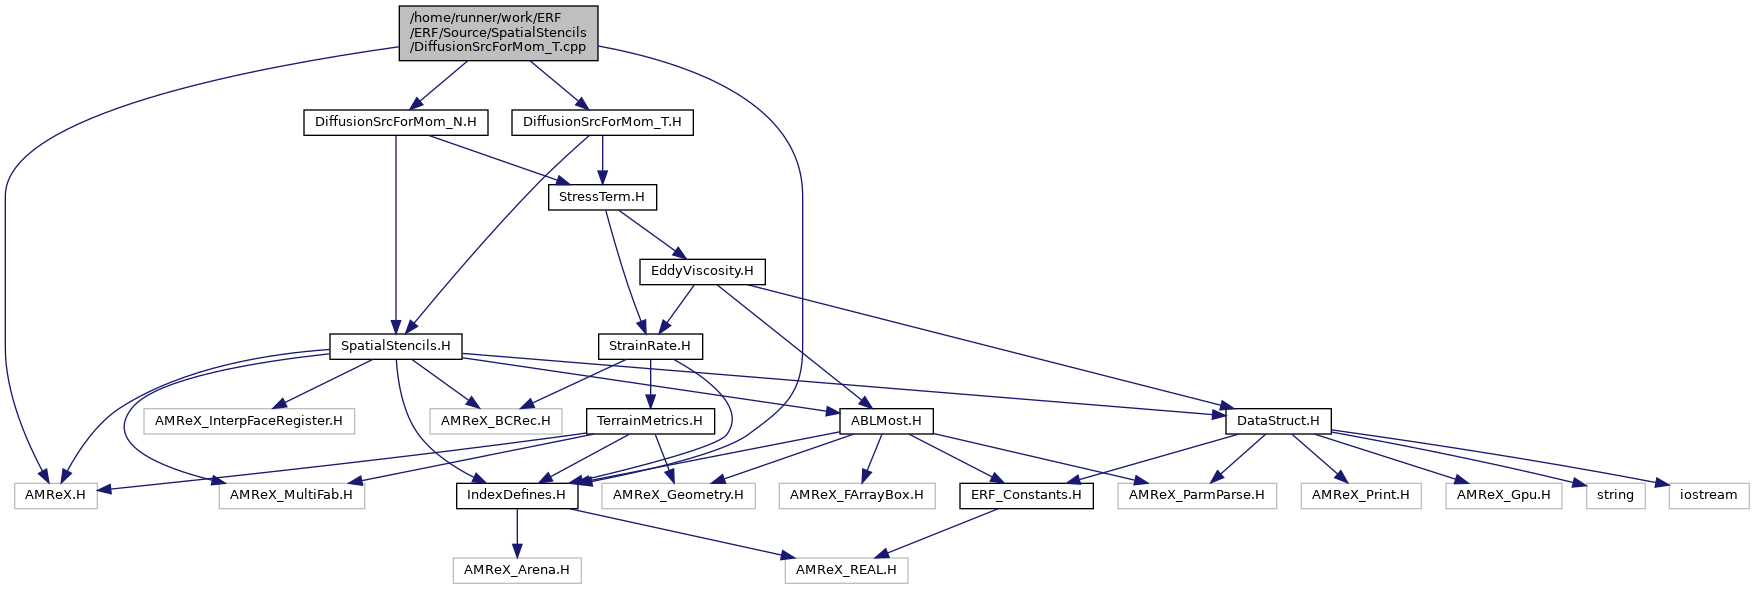 /home/runner/work/ERF
/ERF/Source/SpatialStencils
/DiffusionSrcForMom_T.cpp
DiffusionSrcForMom_N.H
DiffusionSrcForMom_T.H
StressTerm.H
EddyViscosity.H
SpatialStencils.H
StrainRate.H
AMReX_InterpFaceRegister.H
AMReX_BCRec.H
TerrainMetrics.H
ABLMost.H
DataStruct.H
AMReX.H
AMReX_MultiFab.H
IndexDefines.H
AMReX_Geometry.H
AMReX_FArrayBox.H
ERF_Constants.H
AMReX_ParmParse.H
AMReX_Print.H
AMReX_Gpu.H
string
iostream
AMReX_Arena.H
AMReX_REAL.H